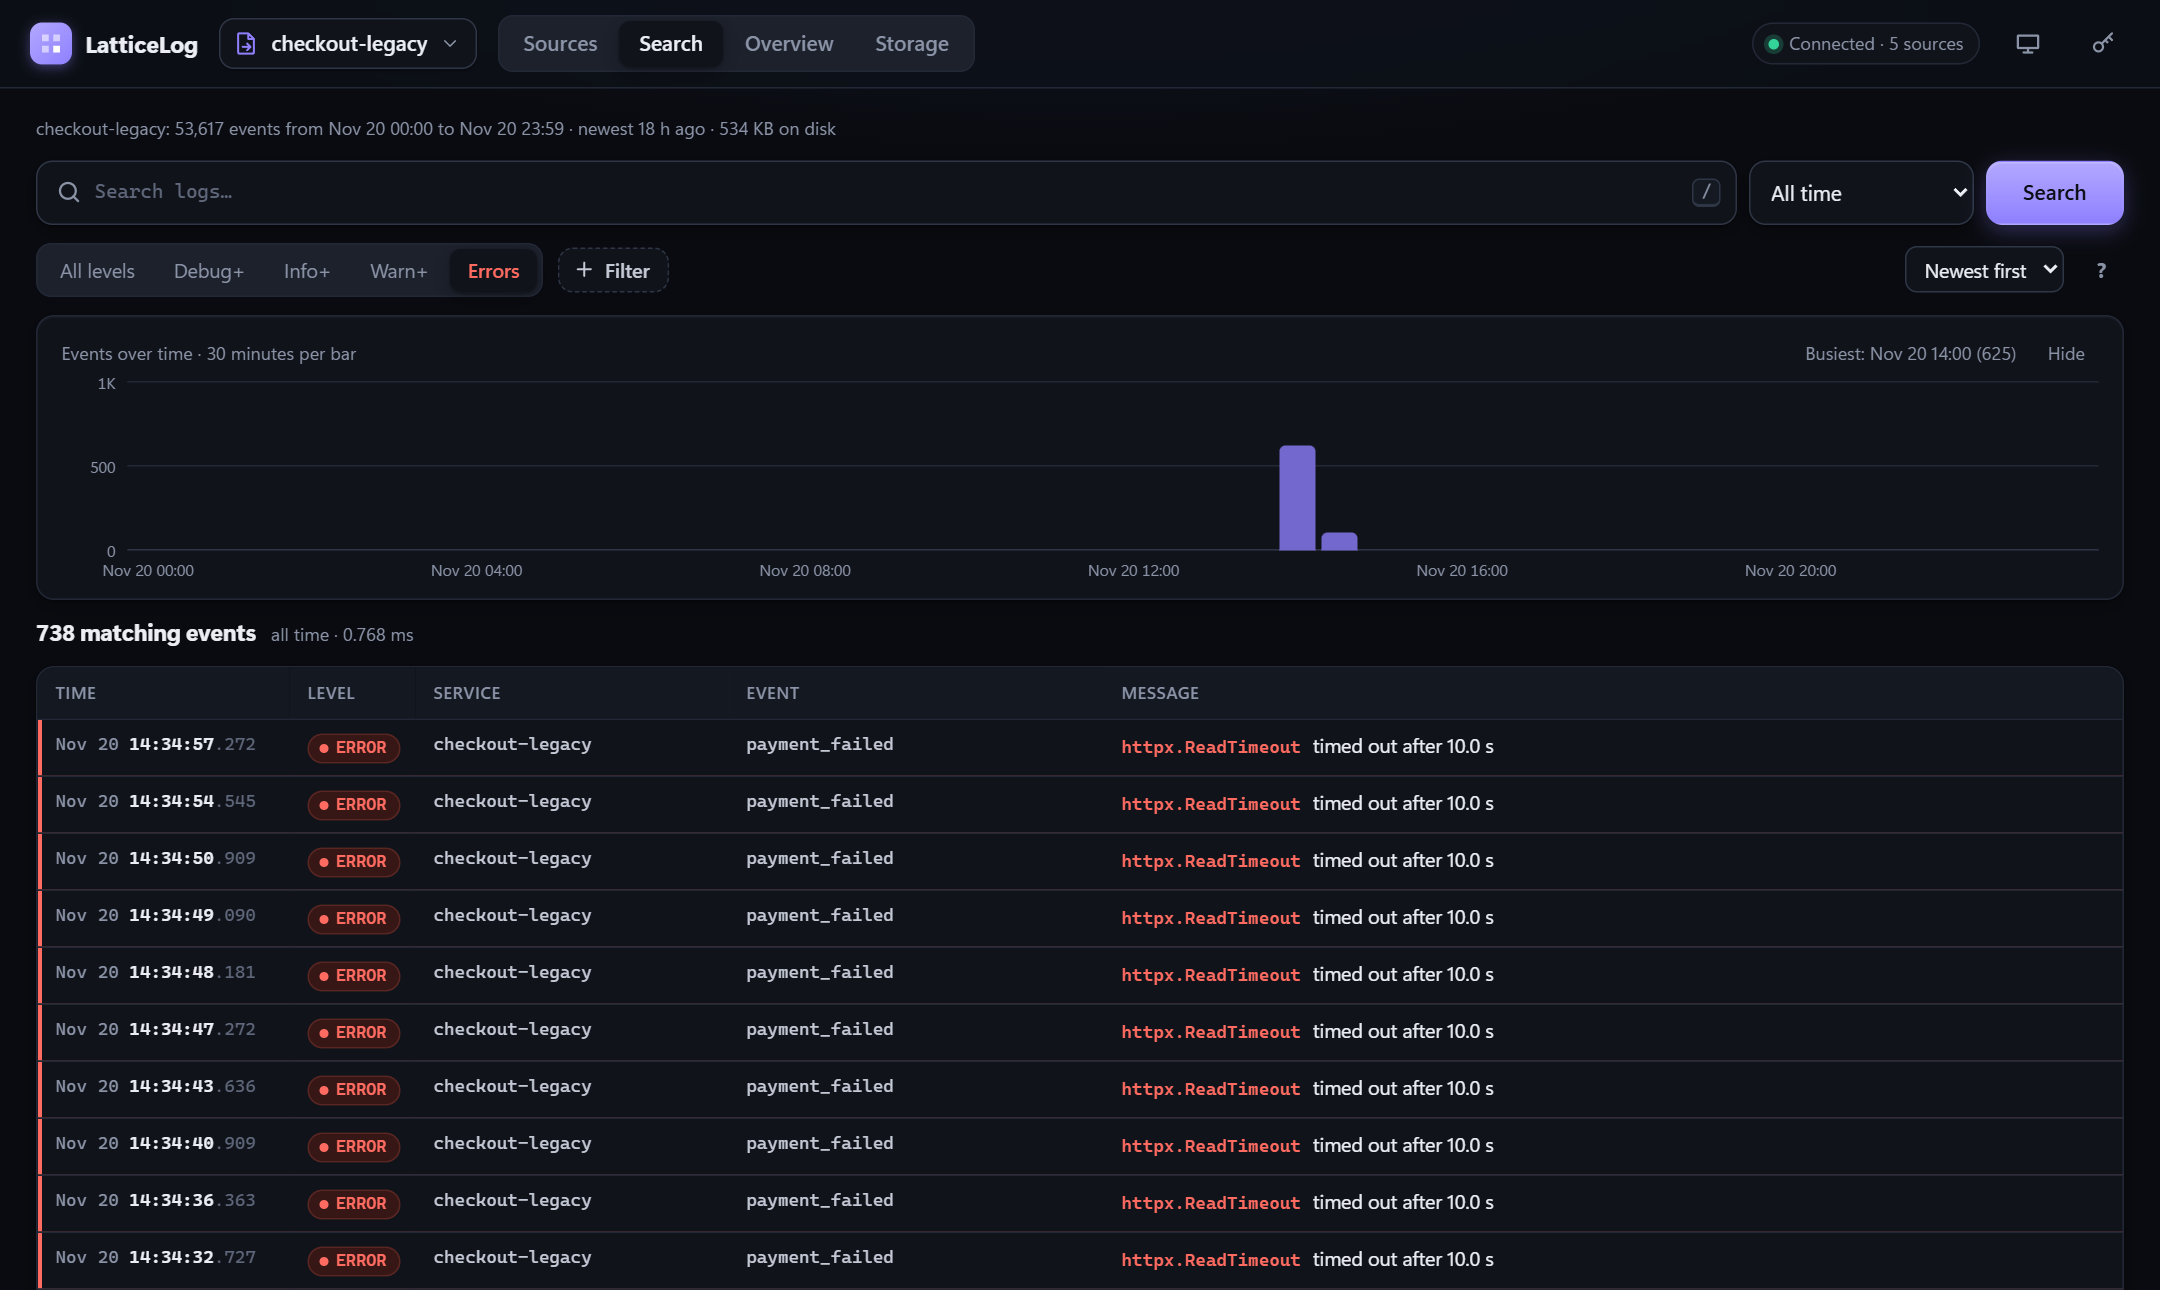 LatticeLog checkout-legacy Sources Search Overview Storage Connected · 5 sources
checkout-legacy: 53,617 events from Nov 20 00:00 to Nov 20 23:59 · newest 18 h ago · 534 KB on disk
Search logs… / All time Search
All levels Debug+ Info+ Warn+ Errors + Filter Newest first ?
Events over time · 30 minutes per bar Busiest: Nov 20 14:00 (625) Hide
1K
500
0
Nov 20 00:00 Nov 20 04:00 Nov 20 08:00 Nov 20 12:00 Nov 20 16:00 Nov 20 20:00
738 matching events all time · 0.768 ms
TIME LEVEL SERVICE EVENT MESSAGE
Nov 20 14:34:57.272 ERROR checkout-legacy payment_failed httpx.ReadTimeout timed out after 10.0 s
Nov 20 14:34:54.545 ERROR checkout-legacy payment_failed httpx.ReadTimeout timed out after 10.0 s
Nov 20 14:34:50.909 ERROR checkout-legacy payment_failed httpx.ReadTimeout timed out after 10.0 s
Nov 20 14:34:49.090 ERROR checkout-legacy payment_failed httpx.ReadTimeout timed out after 10.0 s
Nov 20 14:34:48.181 ERROR checkout-legacy payment_failed httpx.ReadTimeout timed out after 10.0 s
Nov 20 14:34:47.272 ERROR checkout-legacy payment_failed httpx.ReadTimeout timed out after 10.0 s
Nov 20 14:34:43.636 ERROR checkout-legacy payment_failed httpx.ReadTimeout timed out after 10.0 s
Nov 20 14:34:40.909 ERROR checkout-legacy payment_failed httpx.ReadTimeout timed out after 10.0 s
Nov 20 14:34:36.363 ERROR checkout-legacy payment_failed httpx.ReadTimeout timed out after 10.0 s
Nov 20 14:34:32.727 ERROR checkout-legacy payment_failed httpx.ReadTimeout timed out after 10.0 s